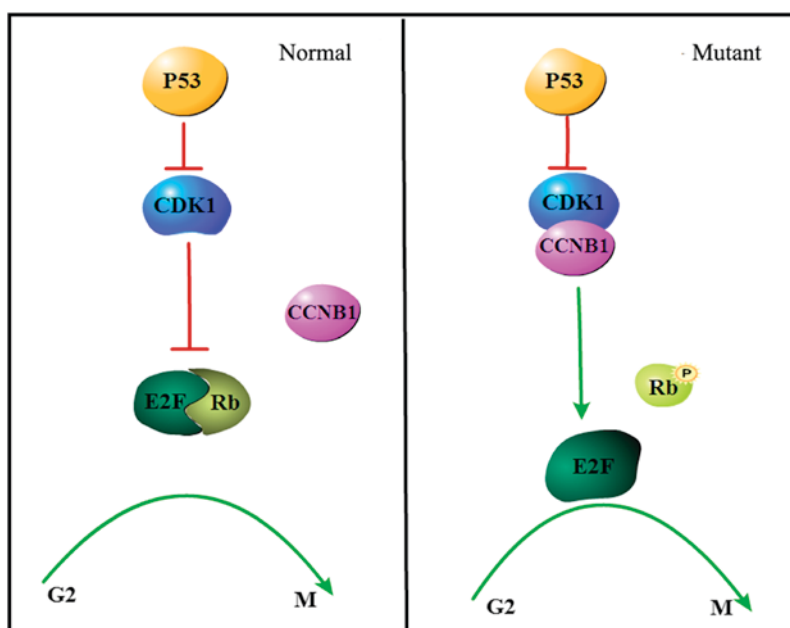 Normal
P53
CDK1
CCNB1
E2F
Rb
G2
M
Mutant
P53
CDK1
CCNB1
Rb
P
E2F
G2
M